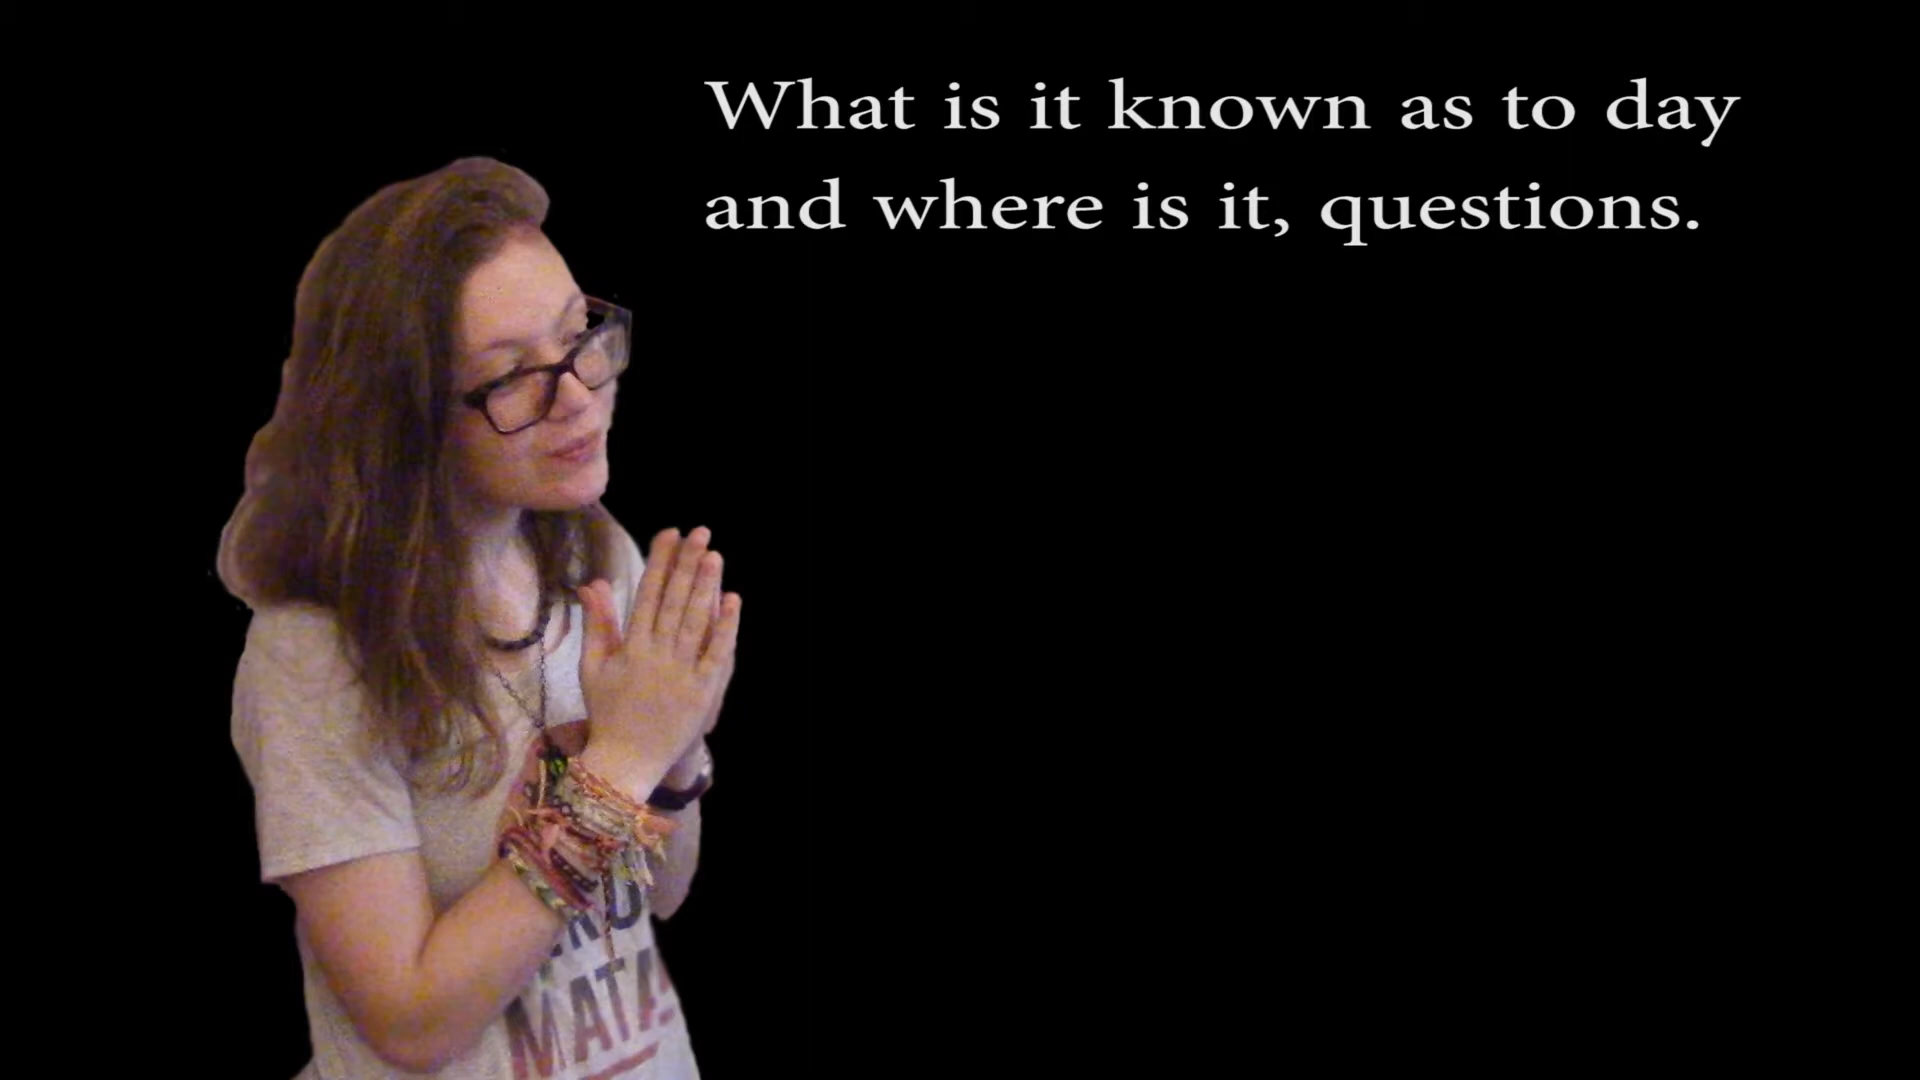 What is it known as to day
and where is it, questions.